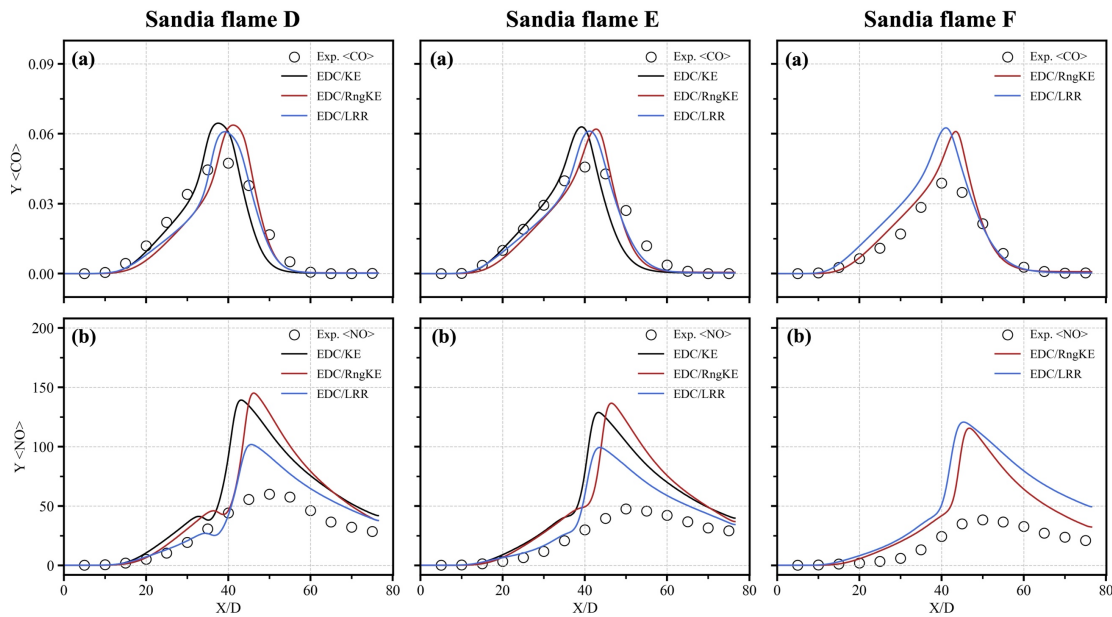 Sandia flame D Sandia flame E Sandia flame F
(a)
Exp. <CO>
EDC/KE
EDC/RngKE
EDC/LRR
0.09
0.06
0.03
0.00
Y <CO>
(a)
Exp. <CO>
EDC/KE
EDC/RngKE
EDC/LRR
(a)
Exp. <CO>
EDC/RngKE
EDC/LRR
(b)
Exp. <NO>
EDC/KE
EDC/RngKE
EDC/LRR
200
150
100
50
0
Y <NO>
0 20 40 60 80
X/D
(b)
Exp. <NO>
EDC/KE
EDC/RngKE
EDC/LRR
0 20 40 60 80
X/D
(b)
Exp. <NO>
EDC/RngKE
EDC/LRR
0 20 40 60 80
X/D